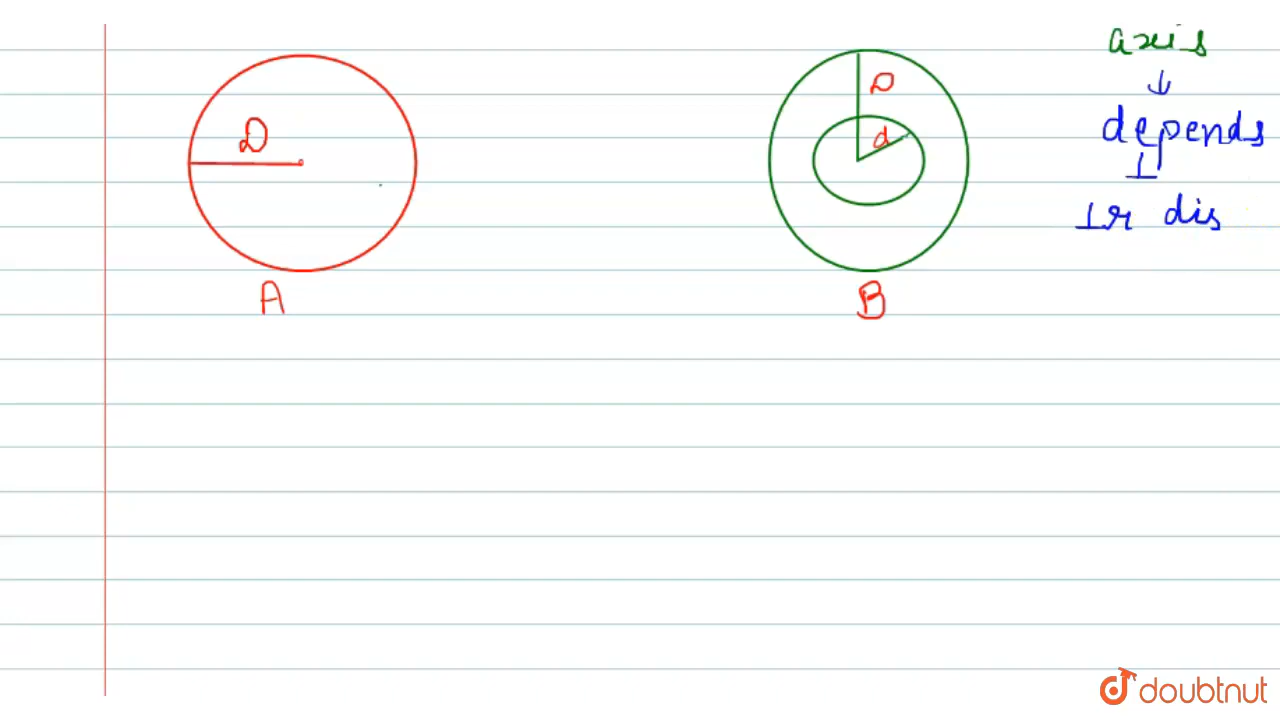 D
A
D
d
B
axis
↓
depends
⊥
⊥r dis
doubtnut